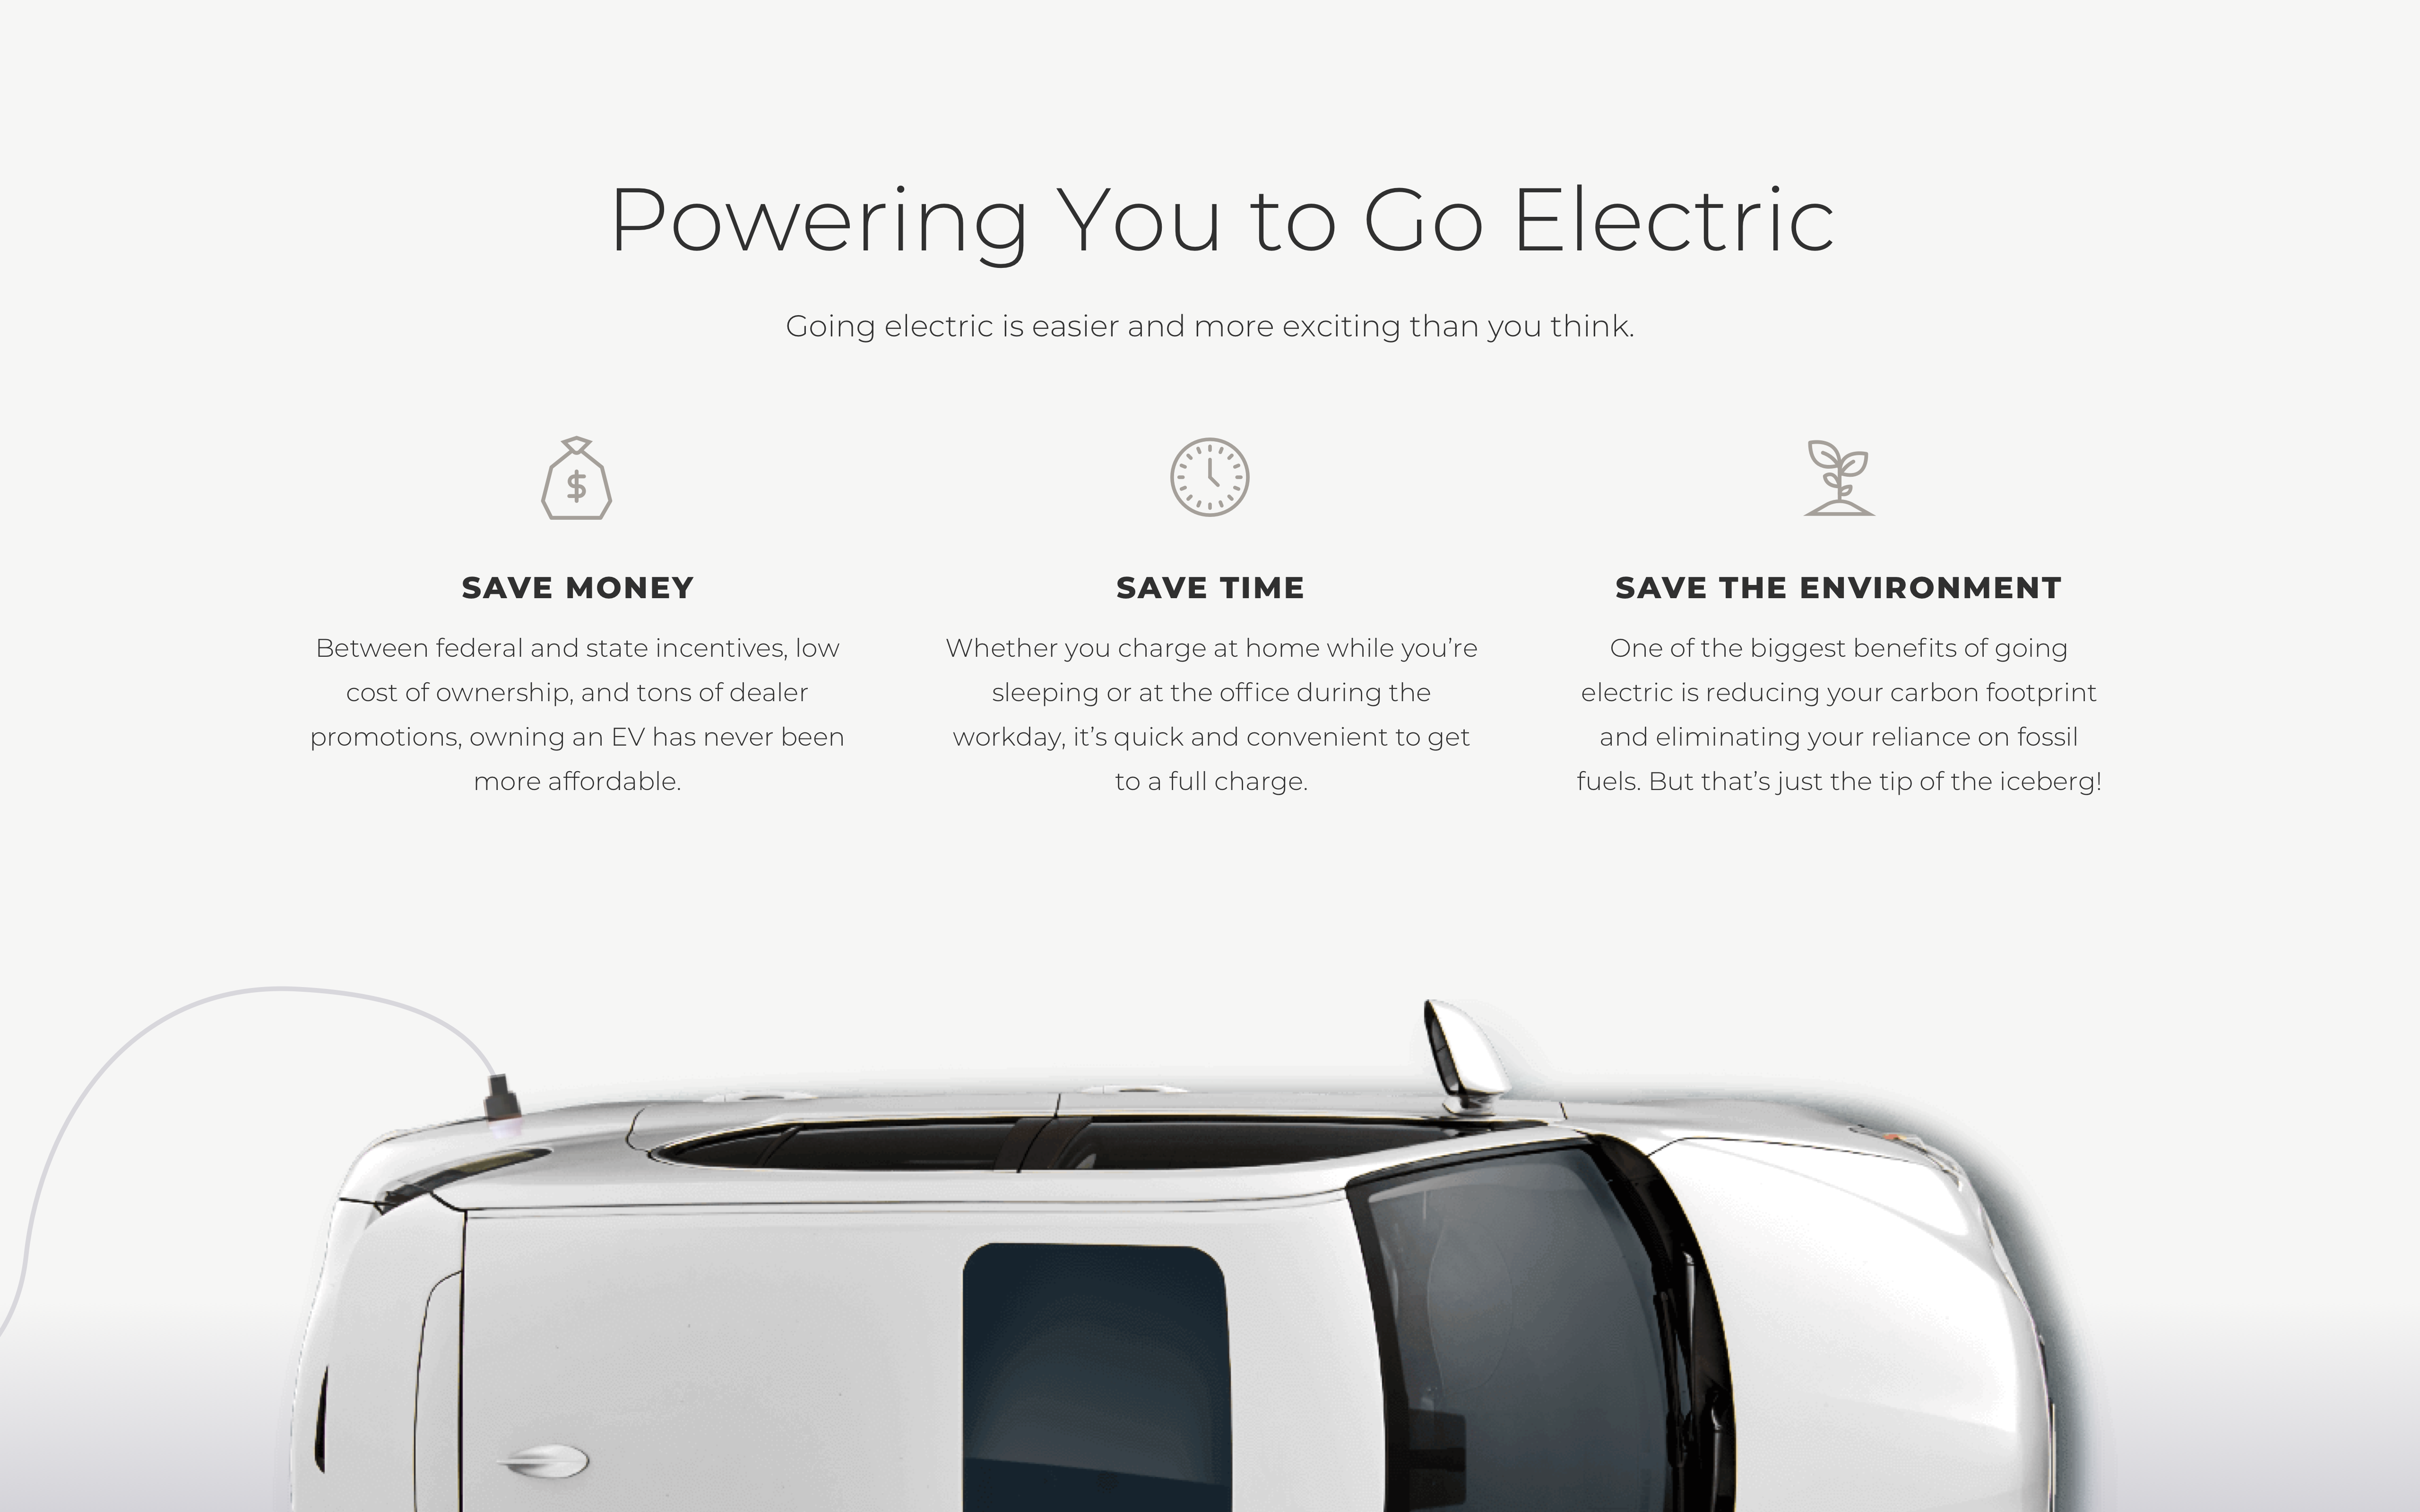 Powering You to Go Electric
Going electric is easier and more exciting than you think.
$
SAVE MONEY
Between federal and state incentives, low
cost of ownership, and tons of dealer
promotions, owning an EV has never been
more affordable.
SAVE TIME
Whether you charge at home while you’re
sleeping or at the office during the
workday, it’s quick and convenient to get
to a full charge.
SAVE THE ENVIRONMENT
One of the biggest benefits of going
electric is reducing your carbon footprint
and eliminating your reliance on fossil
fuels. But that’s just the tip of the iceberg!